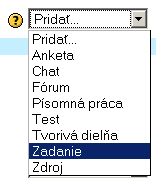 ? Pridať...
Pridať...
Anketa
Chat
Fórum
Písomná práca
Test
Tvorivá dielňa
Zadanie
Zdroj